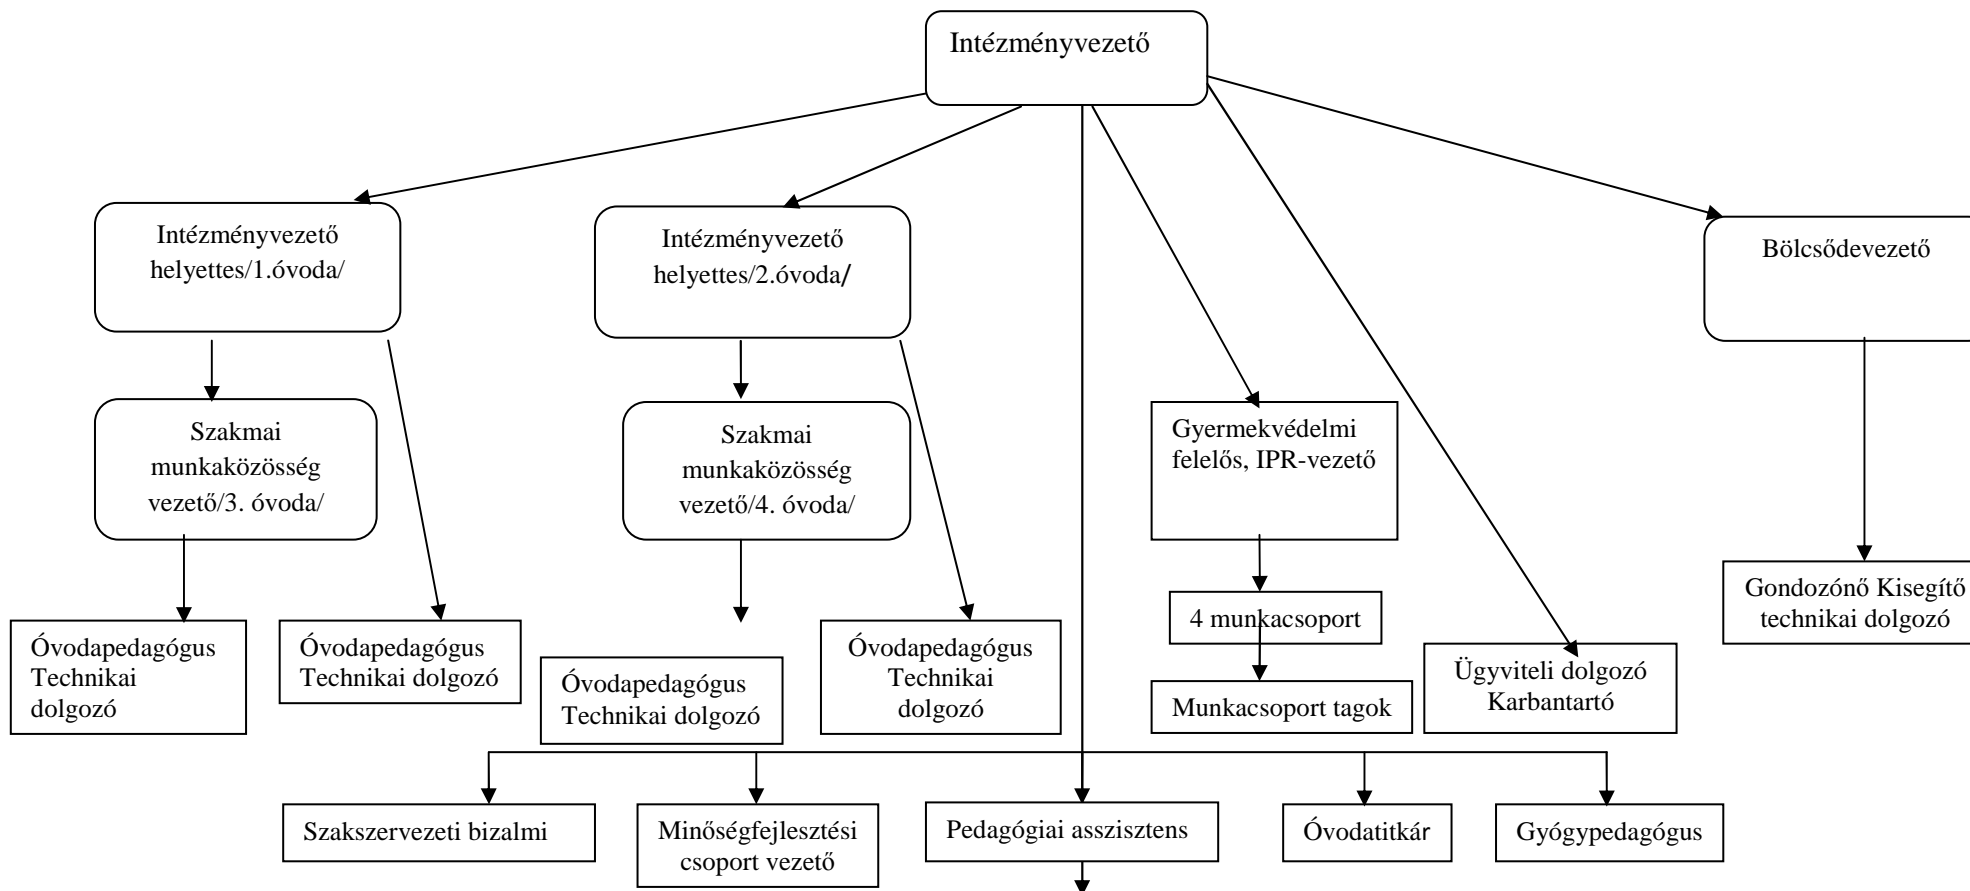 Intézményvezető
Intézményvezető
helyettes/1.óvoda/
Intézményvezető
helyettes/2.óvoda/
Bölcsődevezető
Szakmai
munkaközösség
vezető/3. óvoda/
Szakmai
munkaközösség
vezető/4. óvoda/
Gyermekvédelmi
felelős, IPR-vezető
Gondozónő Kisegítő
technikai dolgozó
4 munkacsoport
Óvodapedagógus
Technikai
dolgozó
Óvodapedagógus
Technikai dolgozó
Óvodapedagógus
Technikai dolgozó
Óvodapedagógus
Technikai
dolgozó
Munkacsoport tagok
Ügyviteli dolgozó
Karbantartó
Szakszervezeti bizalmi
Minőségfejlesztési
csoport vezető
Pedagógiai asszisztens
Óvodatitkár
Gyógypedagógus